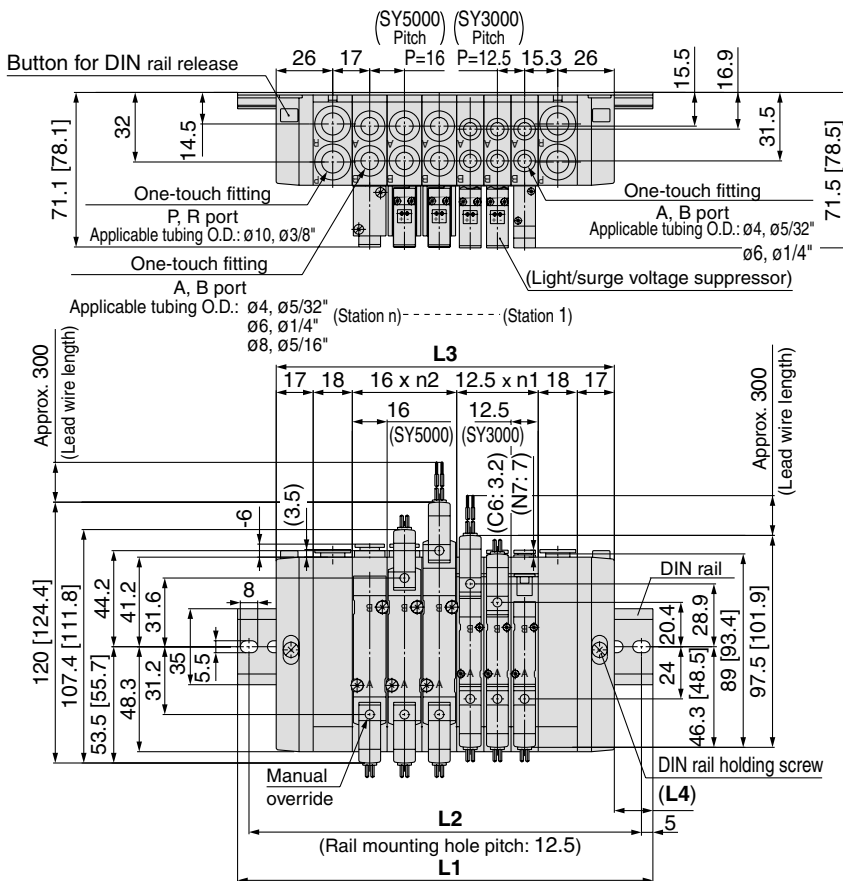 (SY5000) (SY3000)
Pitch Pitch
26 17 P=16 P=12.5 15.3 26
Button for DIN rail release
15.5
16.9
71.1 [78.1]
32
14.5
31.5
71.5 [78.5]
P A A A A A A P
R B B B B B B R
One-touch fitting
P, R port
Applicable tubing O.D.: ø10, ø3/8"
One-touch fitting
A, B port
Applicable tubing O.D.: ø4, ø5/32"
ø6, ø1/4"
One-touch fitting
A, B port
Applicable tubing O.D.: ø4, ø5/32"
ø6, ø1/4"
ø8, ø5/16"
(Light/surge voltage suppressor)
(Station n) (Station 1)
L3
17 18 16 x n2 12.5 x n1 18 17
16 12.5
(SY5000) (SY3000)
Approx. 300
(Lead wire length)
Approx. 300
(Lead wire length)
(C6: 3.2)
(N7: 7)
-6
(3.5)
120 [124.4]
107.4 [111.8]
53.5 [55.7]
44.2
48.3
41.2
31.6
31.2
8
35
5.5
B B B B B B
A A A A A A
DIN rail
20.4
28.9
24
46.3 [48.5]
89 [93.4]
97.5 [101.9]
Manual
override
DIN rail holding screw
(L4)
L2
5
(Rail mounting hole pitch: 12.5)
L1